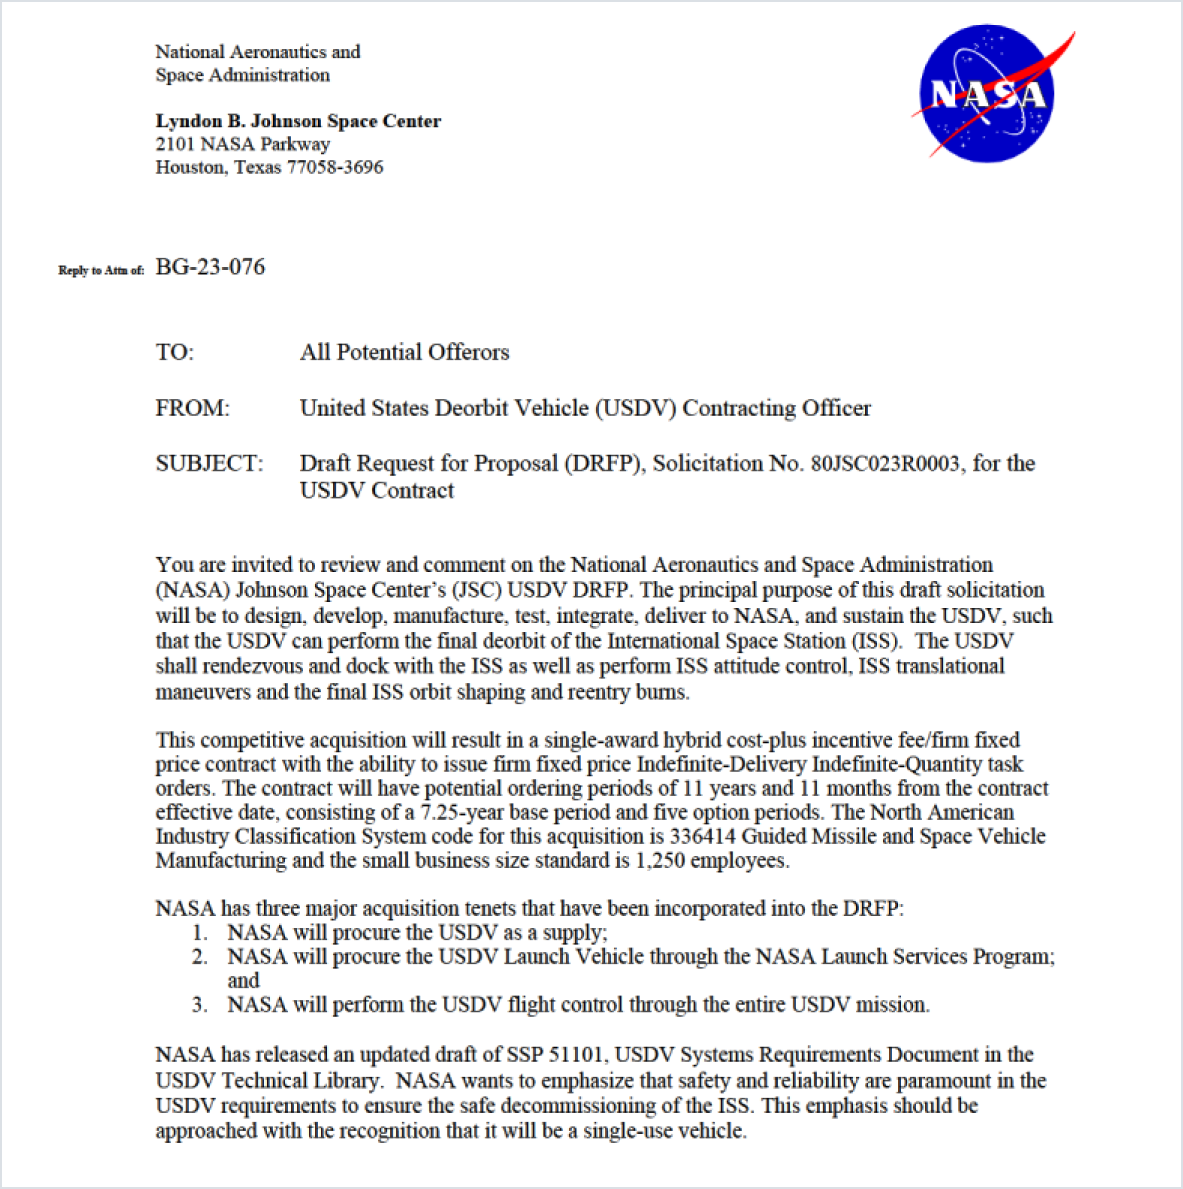 National Aeronautics and
Space Administration
Lyndon B. Johnson Space Center
2101 NASA Parkway
Houston, Texas 77058-3696
NASA
Reply to Attn of: BG-23-076
TO: All Potential Offerors
FROM: United States Deorbit Vehicle (USDV) Contracting Officer
SUBJECT: Draft Request for Proposal (DRFP), Solicitation No. 80JSC023R0003, for the
USDV Contract
You are invited to review and comment on the National Aeronautics and Space Administration
(NASA) Johnson Space Center’s (JSC) USDV DRFP. The principal purpose of this draft solicitation
will be to design, develop, manufacture, test, integrate, deliver to NASA, and sustain the USDV, such
that the USDV can perform the final deorbit of the International Space Station (ISS).  The USDV
shall rendezvous and dock with the ISS as well as perform ISS attitude control, ISS translational
maneuvers and the final ISS orbit shaping and reentry burns.
This competitive acquisition will result in a single-award hybrid cost-plus incentive fee/firm fixed
price contract with the ability to issue firm fixed price Indefinite-Delivery Indefinite-Quantity task
orders. The contract will have potential ordering periods of 11 years and 11 months from the contract
effective date, consisting of a 7.25-year base period and five option periods. The North American
Industry Classification System code for this acquisition is 336414 Guided Missile and Space Vehicle
Manufacturing and the small business size standard is 1,250 employees.
NASA has three major acquisition tenets that have been incorporated into the DRFP:
1. NASA will procure the USDV as a supply;
2. NASA will procure the USDV Launch Vehicle through the NASA Launch Services Program;
and
3. NASA will perform the USDV flight control through the entire USDV mission.
NASA has released an updated draft of SSP 51101, USDV Systems Requirements Document in the
USDV Technical Library.  NASA wants to emphasize that safety and reliability are paramount in the
USDV requirements to ensure the safe decommissioning of the ISS. This emphasis should be
approached with the recognition that it will be a single-use vehicle.